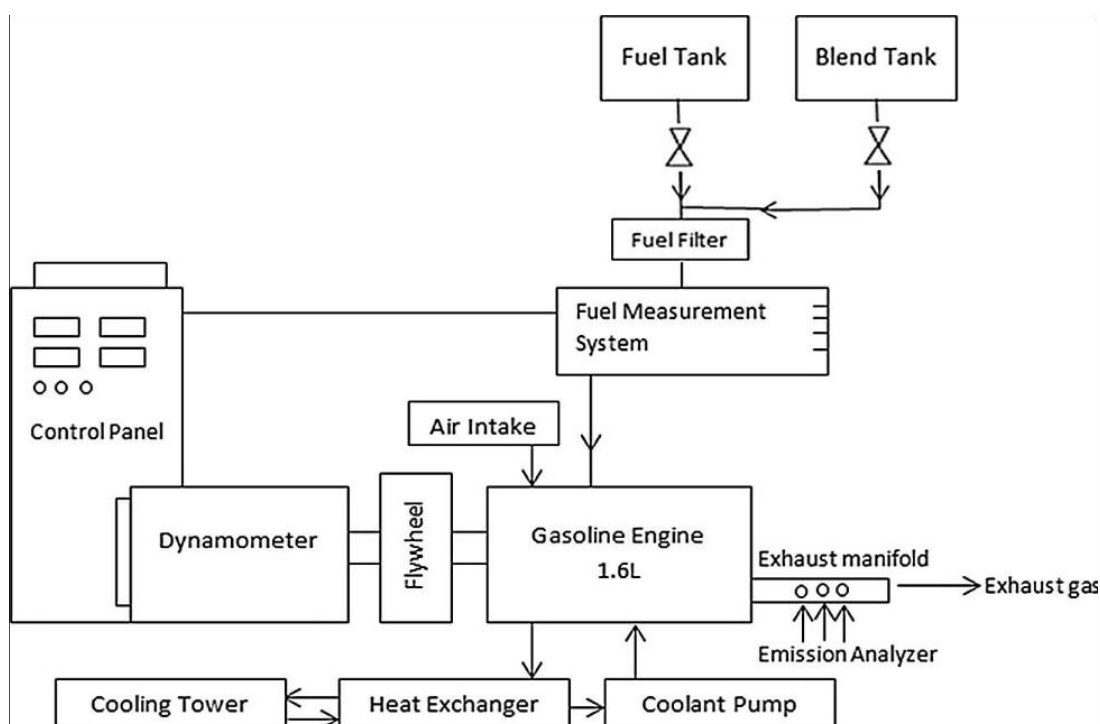 Fuel Tank
Blend Tank
Fuel Filter
Fuel Measurement
System
Control Panel
Air Intake
Dynamometer
Flywheel
Gasoline Engine
1.6L
Exhaust manifold
Exhaust gas
Emission Analyzer
Cooling Tower
Heat Exchanger
Coolant Pump